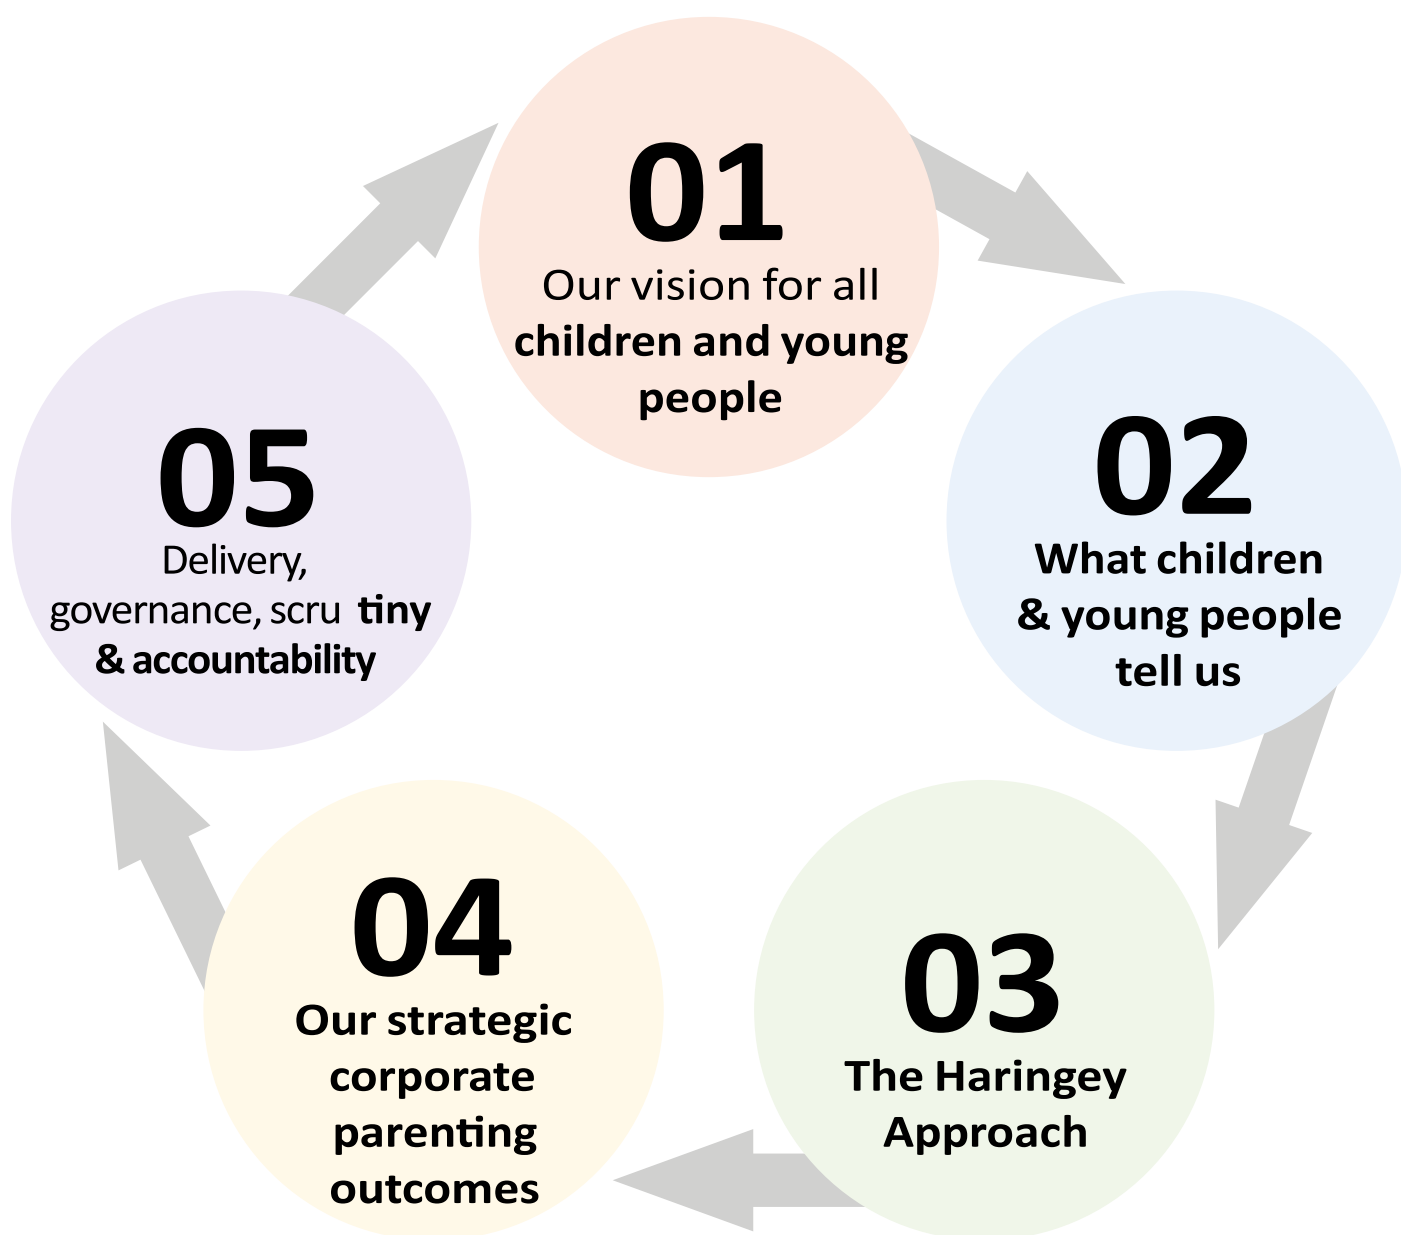 01
Our vision for all
children and young
people
02
What children
& young people
tell us
03
The Haringey
Approach
04
Our strategic
corporate
parenting
outcomes
05
Delivery,
governance, scru tiny
& accountability